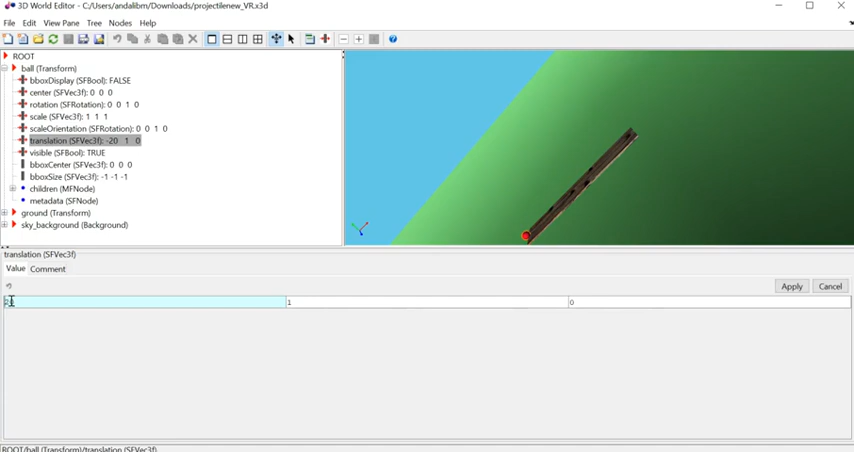 3D World Editor - C:/Users/andalibm/Downloads/projectilenew_VR.x3d
File Edit View Pane Tree Nodes Help
ROOT
ball (Transform)
bboxDisplay (SFBool): FALSE
center (SFVec3f): 0 0 0
rotation (SFRotation): 0 0 1 0
scale (SFVec3f): 1 1 1
scaleOrientation (SFRotation): 0 0 1 0
translation (SFVec3f): -20 1 0
visible (SFBool): TRUE
bboxCenter (SFVec3f): 0 0 0
bboxSize (SFVec3f): -1 -1 -1
children (MFNode)
metadata (SFNode)
ground (Transform)
sky_background (Background)
translation (SFVec3f)
Value Comment
Apply Cancel
1 0
ROOT/ball (Transform)/translation (SFVec3f)